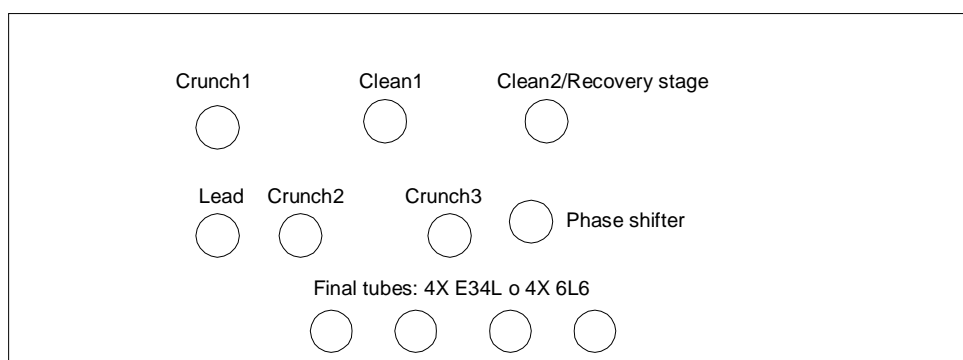 Crunch1
Clean1
Clean2/Recovery stage
Lead
Crunch2
Crunch3
Phase shifter
Final tubes: 4X E34L o 4X 6L6